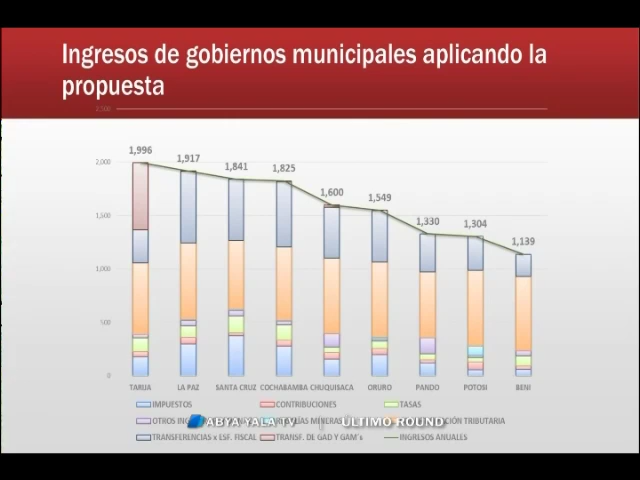 Ingresos de gobiernos municipales aplicando la
propuesta
2,500
1,996
1,917
1,841
1,825
1,600
1,549
1,330
1,304
1,139
2,000
1,500
1,000
500
0
TARIJA LA PAZ SANTA CRUZ COCHABAMBA CHUQUISACA ORURO PANDO POTOSI BENI
IMPUESTOS CONTRIBUCIONES TASAS
OTROS TRIBUTARIA
ABYA YALA TV | ÚLTIMO ROUND
TRANSFERENCIAS x ESF. FISCAL TRANSF. DE GAD Y GAM´s INGRESOS ANUALES